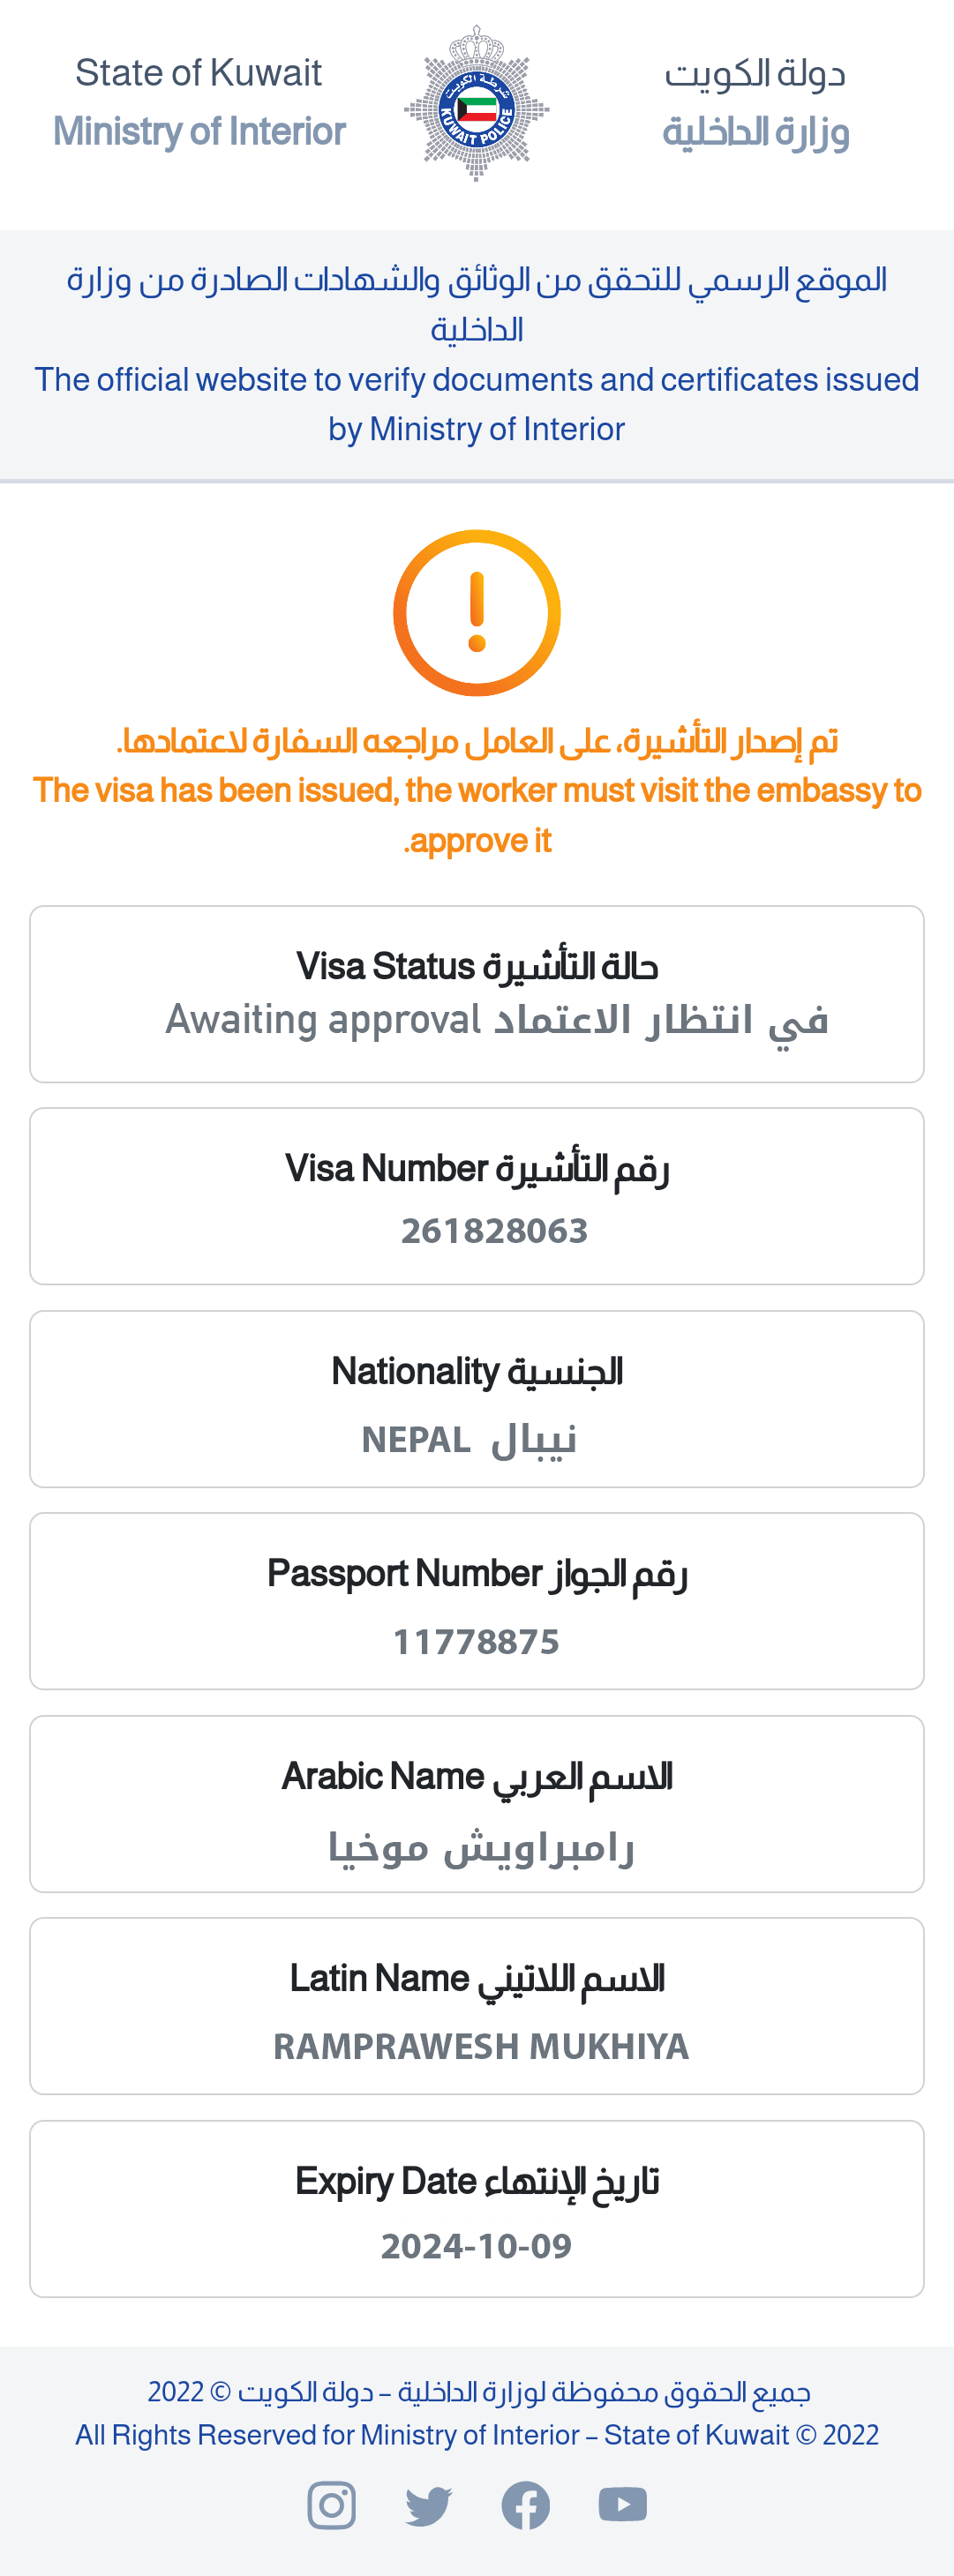 State of Kuwait
Ministry of Interior
شرطة الكويت
KUWAIT POLICE
دولة الكويت
وزارة الداخلية
الموقع الرسمي للتحقق من الوثائق والشهادات الصادرة من وزارة
الداخلية
The official website to verify documents and certificates issued
by Ministry of Interior
تم إصدار التأشيرة، على العامل مراجعه السفارة لاعتمادها.
The visa has been issued, the worker must visit the embassy to
.approve it
Visa Status حالة التأشيرة
Awaiting approval في انتظار الاعتماد
Visa Number رقم التأشيرة
261828063
Nationality الجنسية
NEPAL نيبال
Passport Number رقم الجواز
11778875
Arabic Name الاسم العربي
رامبراويش موخيا
Latin Name الاسم اللاتيني
RAMPRAWESH MUKHIYA
Expiry Date تاريخ الإنتهاء
2024-10-09
جميع الحقوق محفوظة لوزارة الداخلية – دولة الكويت © 2022
All Rights Reserved for Ministry of Interior – State of Kuwait © 2022